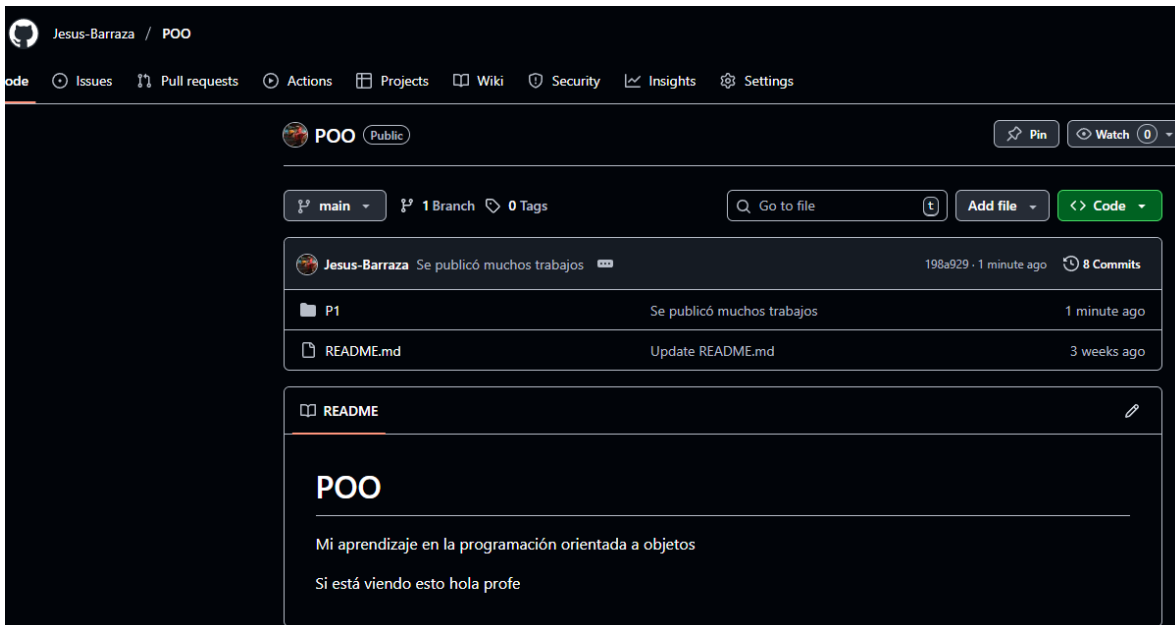 Jesus-Barraza / POO
ode Issues Pull requests Actions Projects Wiki Security Insights Settings
POO Public Pin Watch 0
main 1 Branch 0 Tags Go to file t Add file <> Code
Jesus-Barraza Se publicó muchos trabajos 198a929 · 1 minute ago 8 Commits
P1 Se publicó muchos trabajos 1 minute ago
README.md Update README.md 3 weeks ago
README
POO
Mi aprendizaje en la programación orientada a objetos
Si está viendo esto hola profe